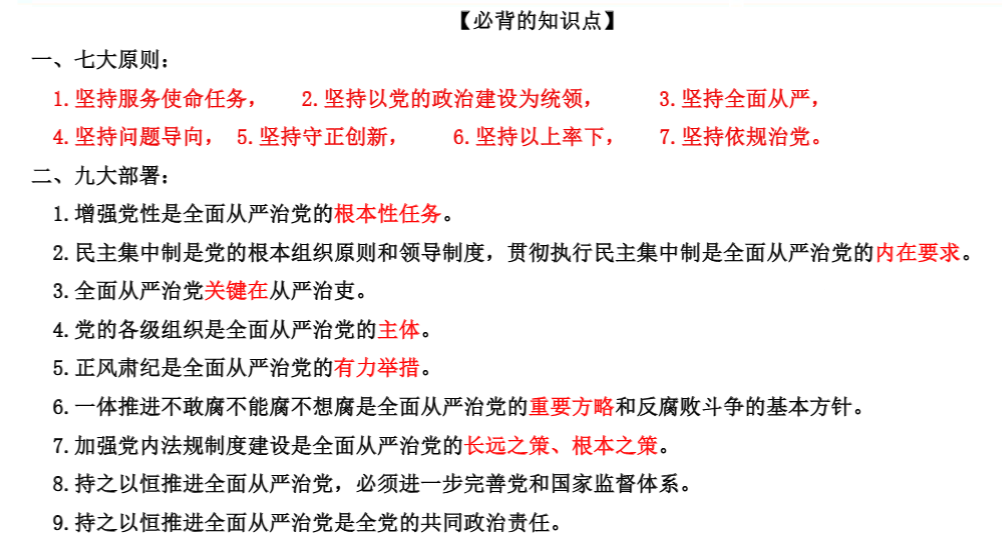 【必背的知识点】
一、七大原则：
1.坚持服务使命任务， 2.坚持以党的政治建设为统领， 3.坚持全面从严，
4.坚持问题导向， 5.坚持守正创新， 6.坚持以上率下， 7.坚持依规治党。
二、九大部署：
1.增强党性是全面从严治党的根本性任务。
2.民主集中制是党的根本组织原则和领导制度，贯彻执行民主集中制是全面从严治党的内在要求。
3.全面从严治党关键在从严治吏。
4.党的各级组织是全面从严治党的主体。
5.正风肃纪是全面从严治党的有力举措。
6.一体推进不敢腐不能腐不想腐是全面从严治党的重要方略和反腐败斗争的基本方针。
7.加强党内法规制度建设是全面从严治党的长远之策、根本之策。
8.持之以恒推进全面从严治党，必须进一步完善党和国家监督体系。
9.持之以恒推进全面从严治党是全党的共同政治责任。